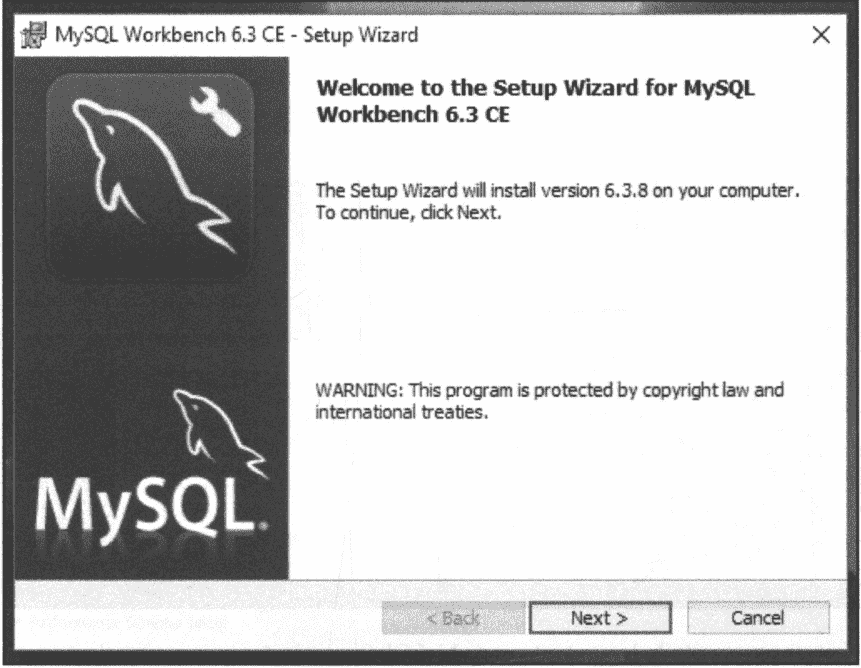 MySQL Workbench 6.3 CE - Setup Wizard
Welcome to the Setup Wizard for MySQL
Workbench 6.3 CE
The Setup Wizard will install version 6.3.8 on your computer.
To continue, click Next.
WARNING: This program is protected by copyright law and
international treaties.
MySQL.
< Back
Next >
Cancel